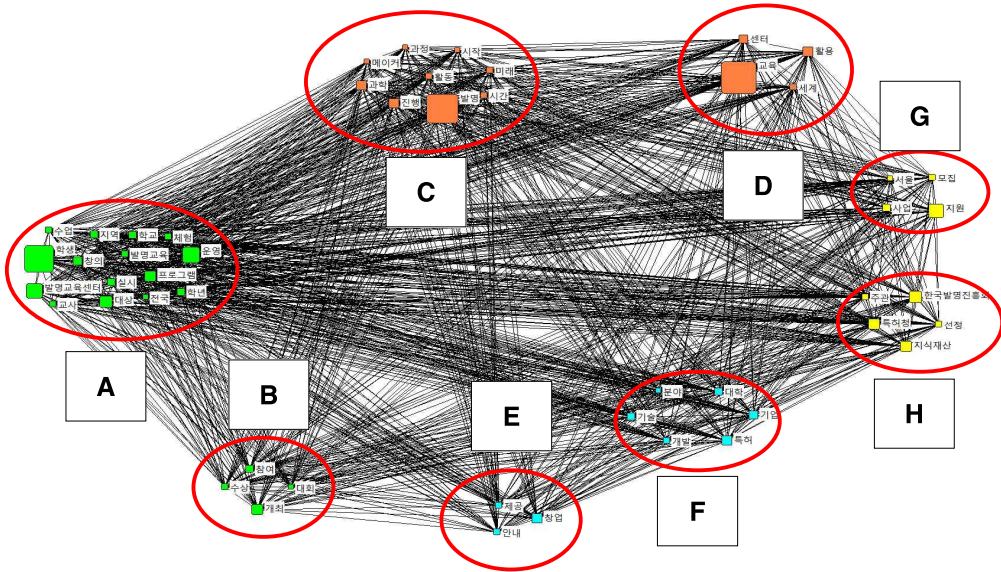 과정
시작
메이커
활동
미래
과학
시간
진행
발명
C
센터
활용
교육
세계
D
G
서울
모집
사업
지원
수업
지역
학교
체험
학생
창의
발명교육
운영
실시
프로그램
발명교육센터
대상
전국
학년
교사
A
주관
한국발명진흥회
특허청
선정
지식재산
H
B
참여
수상
대회
개최
E
제공
창업
안내
분야
대학
기술
기업
개발
특허
F